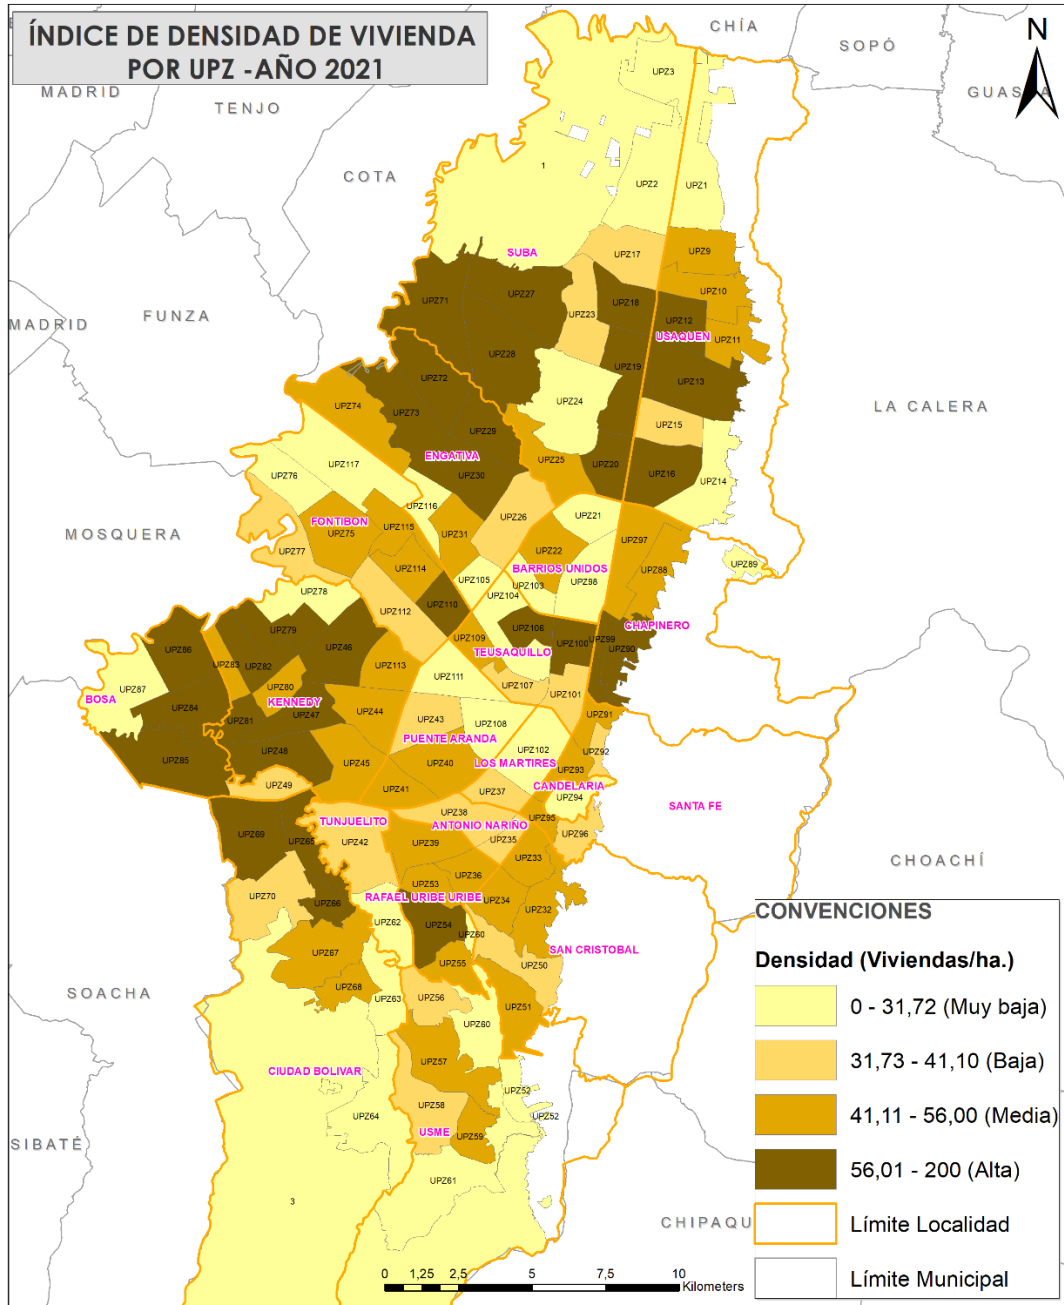 ÍNDICE DE DENSIDAD DE VIVIENDA
POR UPZ -AÑO 2021
N
CHÍA
SOPÓ
GUAS A
MADRID
TENJO
COTA
FUNZA
MADRID
LA CALERA
MOSQUERA
CHOACHÍ
SOACHA
SIBATÉ
CHIPAQU
UPZ3
1
UPZ2
UPZ1
SUBA
UPZ17
UPZ9
UPZ10
UPZ71
UPZ27
UPZ23
UPZ18
UPZ12
USAQUEN
UPZ11
UPZ28
UPZ19
UPZ72
UPZ13
UPZ74
UPZ73
UPZ24
UPZ29
UPZ15
ENGATIVA
UPZ25
UPZ20
UPZ16
UPZ14
UPZ117
UPZ76
UPZ30
UPZ116
UPZ26
UPZ21
FONTIBON
UPZ75
UPZ115
UPZ31
UPZ97
UPZ77
UPZ114
UPZ22
BARRIOS UNIDOS
UPZ88
UPZ89
UPZ105
UPZ103
UPZ98
UPZ104
UPZ78
UPZ112
UPZ110
CHAPINERO
UPZ79
UPZ109
UPZ106
UPZ100
UPZ99
UPZ90
UPZ86
UPZ46
TEUSAQUILLO
UPZ83
UPZ82
UPZ113
UPZ111
UPZ107
UPZ101
UPZ87
UPZ80
BOSA
KENNEDY
UPZ84
UPZ81
UPZ47
UPZ44
UPZ43
UPZ108
UPZ91
PUENTE ARANDA
UPZ102
UPZ92
UPZ85
UPZ48
UPZ45
UPZ40
LOS MARTIRES
UPZ93
UPZ49
UPZ41
UPZ37
CANDELARIA
UPZ94
SANTA FE
TUNJUELITO
UPZ38
ANTONIO NARIÑO
UPZ95
UPZ69
UPZ65
UPZ42
UPZ39
UPZ35
UPZ96
UPZ33
UPZ36
UPZ53
UPZ70
UPZ66
RAFAEL URIBE URIBE
UPZ34
UPZ32
UPZ62
UPZ54
UPZ60
SAN CRISTOBAL
UPZ67
UPZ55
UPZ50
UPZ68
UPZ63
UPZ56
UPZ51
UPZ60
UPZ57
CIUDAD BOLIVAR
UPZ52
UPZ64
UPZ58
UPZ52
USME
UPZ59
UPZ61
3
CONVENCIONES
Densidad (Viviendas/ha.)
0 - 31,72 (Muy baja)
31,73 - 41,10 (Baja)
41,11 - 56,00 (Media)
56,01 - 200 (Alta)
Límite Localidad
Límite Municipal
0 1,25 2,5 5 7,5 10
Kilometers